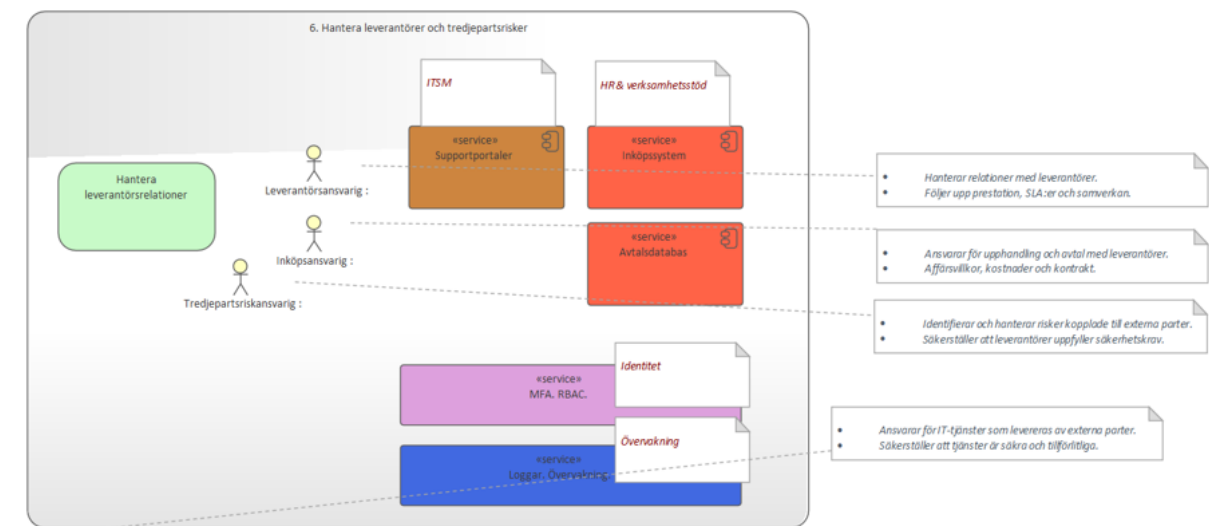 6. Hantera leverantörer och tredjepartsrisker
ITSM
HR & verksamhetsstöd
«service»
Supportportaler
«service»
Inköpssystem
Hantera
leverantörsrelationer
Leverantörsansvarig :
• Hanterar relationer med leverantörer.
• Följer upp prestation, SLA:er och samverkan.
«service»
Avtalsdatabas
Inköpsansvarig :
• Ansvarar för upphandling och avtal med leverantörer.
• Affärsvillkor, kostnader och kontrakt.
Tredjepartsriskansvarig :
• Identifierar och hanterar risker kopplade till externa parter.
• Säkerställer att leverantörer uppfyller säkerhetskrav.
Identitet
«service»
MFA. RBAC.
• Ansvarar för IT-tjänster som levereras av externa parter.
• Säkerställer att tjänster är säkra och tillförlitliga.
Övervakning
«service»
Loggar. Övervakning